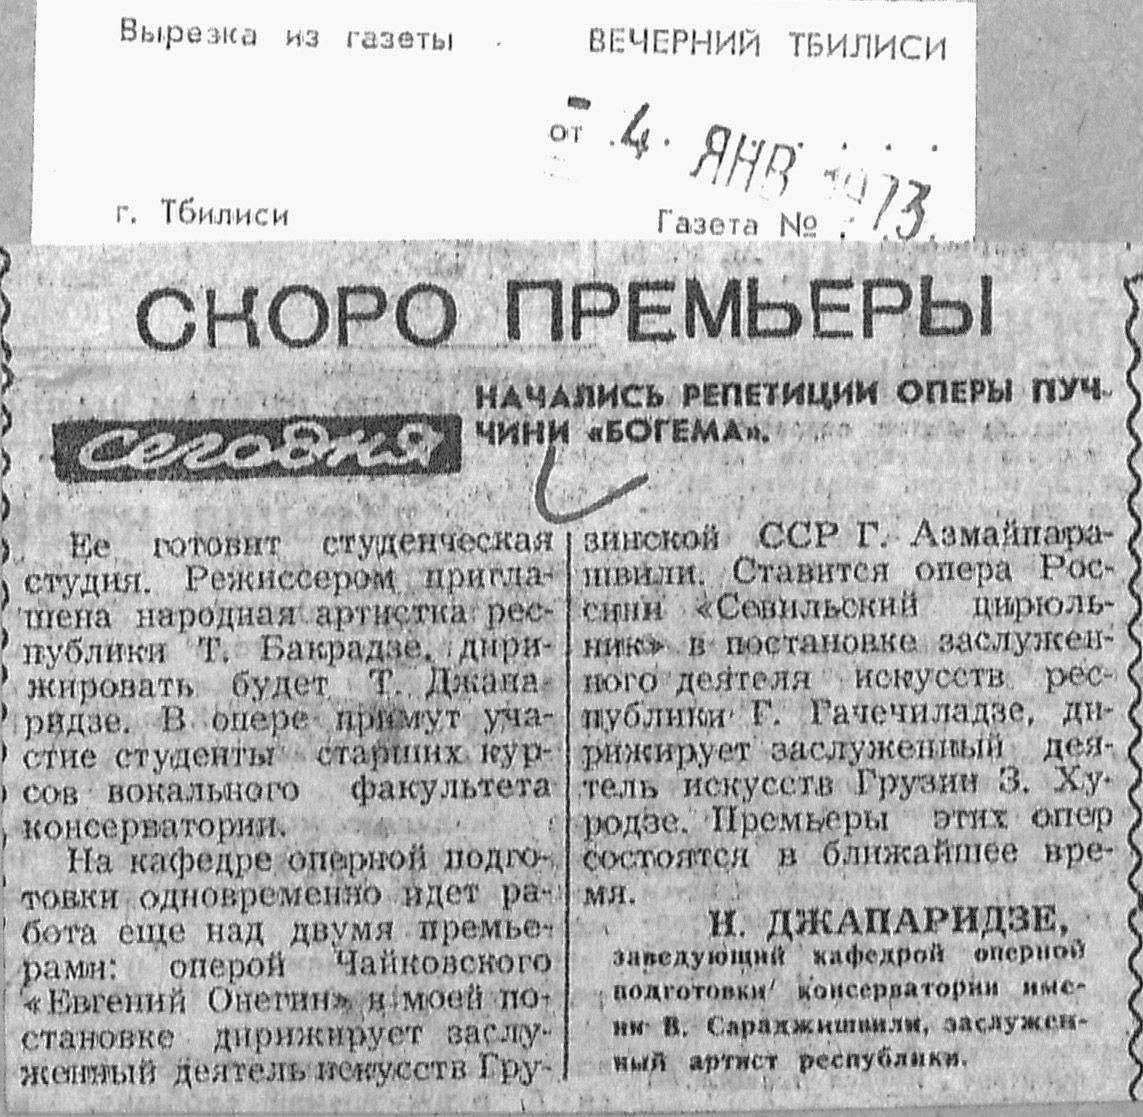 Вырезка из газеты
ВЕЧЕРНИЙ ТБИЛИСИ
от - 4. ЯНВ 1973
г. Тбилиси
Газета №
СКОРО ПРЕМЬЕРЫ
сегодня
НАЧАЛИСЬ РЕПЕТИЦИИ ОПЕРЫ ПУЧ-
ЧИНИ «БОГЕМА».
Ее готовит студенческая
студия. Режиссером пригла-
шена народная артистка рес-
публики Т. Бакрадзе, дири-
жировать будет Т. Джапа-
ридзе. В опере примут уча-
стие студенты старших кур-
сов вокального факультета
консерватории.
На кафедре оперной подго-
товки одновременно идет ра-
бота еще над двумя премье-
рами: оперой Чайковского
«Евгений Онегин» в моей по-
становке дирижирует заслу-
женный деятель искусств Гру-
зинской ССР Г. Азмайпара-
швили. Ставится опера Рос-
сини «Севильский цирюль-
ник» в постановке заслужен-
ного деятеля искусств рес-
публики Г. Гачечиладзе, ди-
рижирует заслуженный дея-
тель искусств Грузии З. Ху-
родзе. Премьеры этих опер
состоятся в ближайшее вре-
мя.
Н. ДЖАПАРИДЗЕ,
заведующий кафедрой оперной
подготовки консерватории име-
ни В. Сараджишвили, заслужен-
ный артист республики.